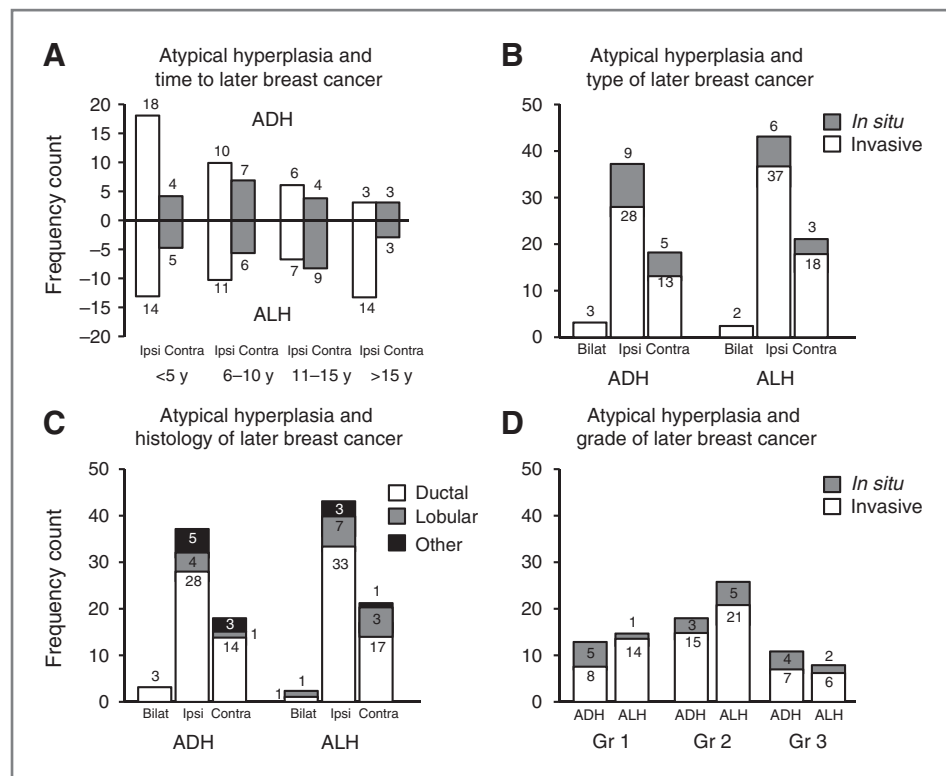 A
Atypical hyperplasia and
time to later breast cancer
Frequency count
20
15
10
5
0
–5
–10
–15
–20
ADH
18
4
10
7
6
4
3 3
14
5
11
6
7
9
14
3
ALH
Ipsi Contra Ipsi Contra Ipsi Contra Ipsi Contra
<5 y 6–10 y 11–15 y >15 y
B
Atypical hyperplasia and
type of later breast cancer
50
40
30
20
10
0
In situ
Invasive
3
9
28
5
13
2
6
37
3
18
Bilat Ipsi Contra Bilat Ipsi Contra
ADH ALH
C
Atypical hyperplasia and
histology of later breast cancer
Frequency count
50
40
30
20
10
0
Ductal
Lobular
Other
3
5
4
28
3
1
14
1
1
3
7
33
1
3
17
Bilat Ipsi Contra Bilat Ipsi Contra
ADH ALH
D
Atypical hyperplasia and
grade of later breast cancer
50
40
30
20
10
0
In situ
Invasive
5
8
1
14
3
15
5
21
4
7
2
6
ADH ALH ADH ALH ADH ALH
Gr 1 Gr 2 Gr 3